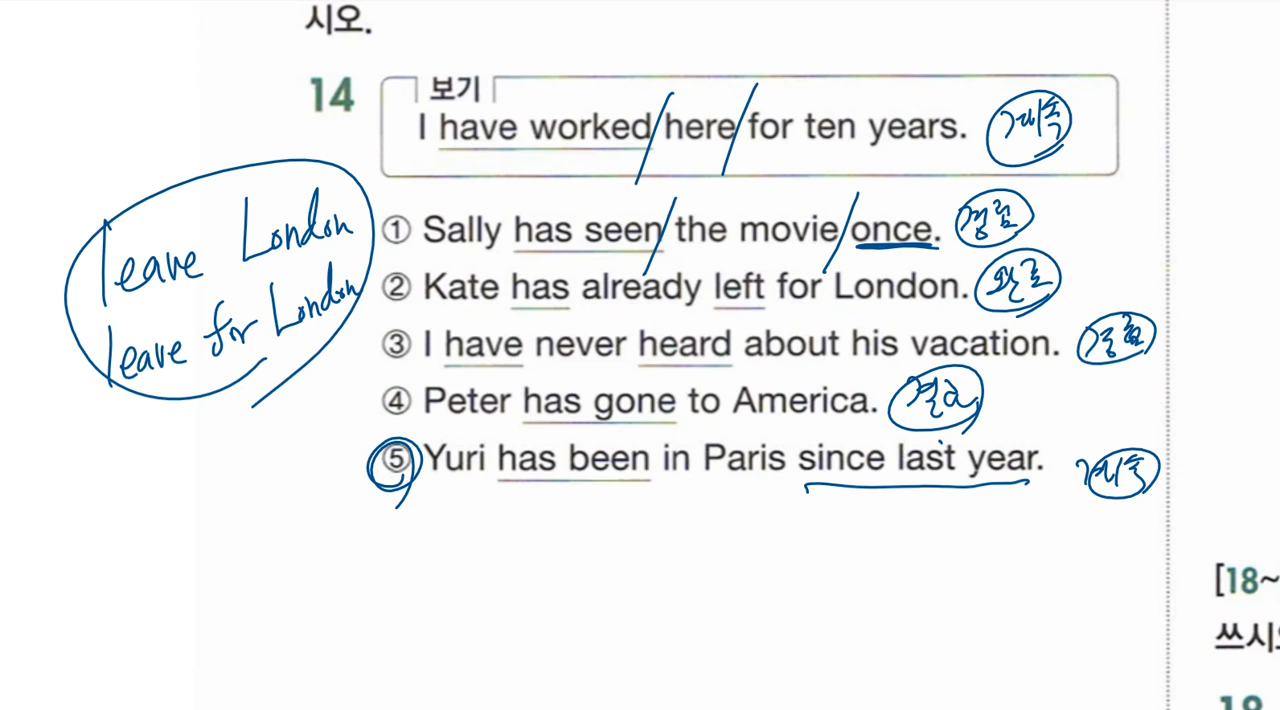 시오.
14
보기
I have worked / here / for ten years. 계속
① Sally has seen / the movie / once. 경험
② Kate has already left for London. 완료
③ I have never heard about his vacation. 경험
④ Peter has gone to America. 결과
⑤ Yuri has been in Paris since last year. 계속
leave London
leave for London
[18~
쓰시오
18